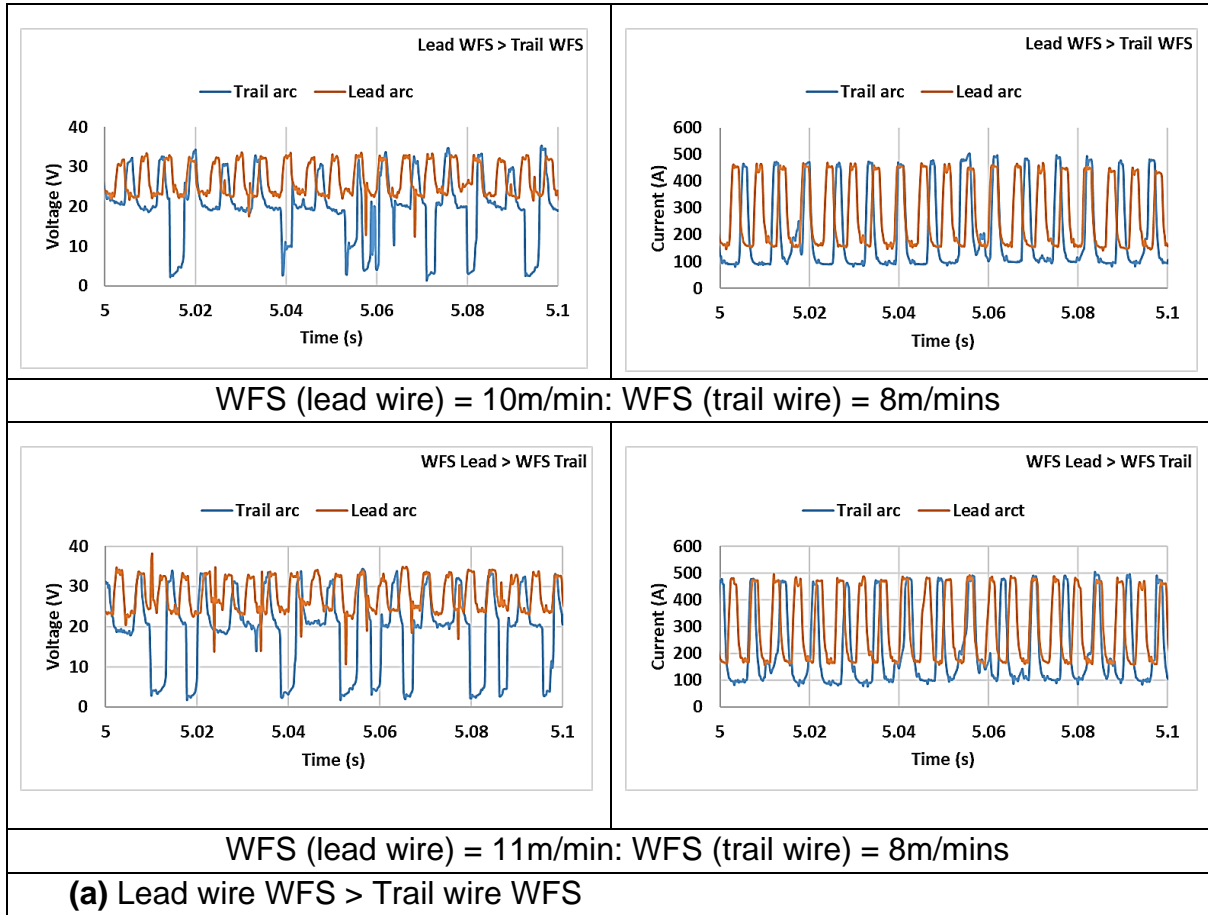 Lead WFS > Trail WFS
Trail arc Lead arc
40
30
20
10
0
Voltage (V)
5 5.02 5.04 5.06 5.08 5.1
Time (s)
Lead WFS > Trail WFS
Trail arc Lead arc
600
500
400
300
200
100
0
Current (A)
5 5.02 5.04 5.06 5.08 5.1
Time (s)
WFS (lead wire) = 10m/min: WFS (trail wire) = 8m/mins
WFS Lead > WFS Trail
Trail arc Lead arc
40
30
20
10
0
Voltage (V)
5 5.02 5.04 5.06 5.08 5.1
Time (s)
WFS Lead > WFS Trail
Trail arc Lead arct
600
500
400
300
200
100
0
Current (A)
5 5.02 5.04 5.06 5.08 5.1
Time (s)
WFS (lead wire) = 11m/min: WFS (trail wire) = 8m/mins
(a) Lead wire WFS > Trail wire WFS